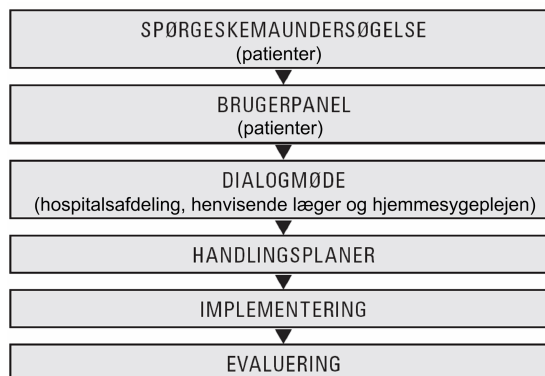 SPØRGESKEMAUNDERSØGELSE
(patienter)
BRUGERPANEL
(patienter)
DIALOGMØDE
(hospitalsafdeling, henvisende læger og hjemmesygeplejen)
HANDLINGSPLANER
IMPLEMENTERING
EVALUERING